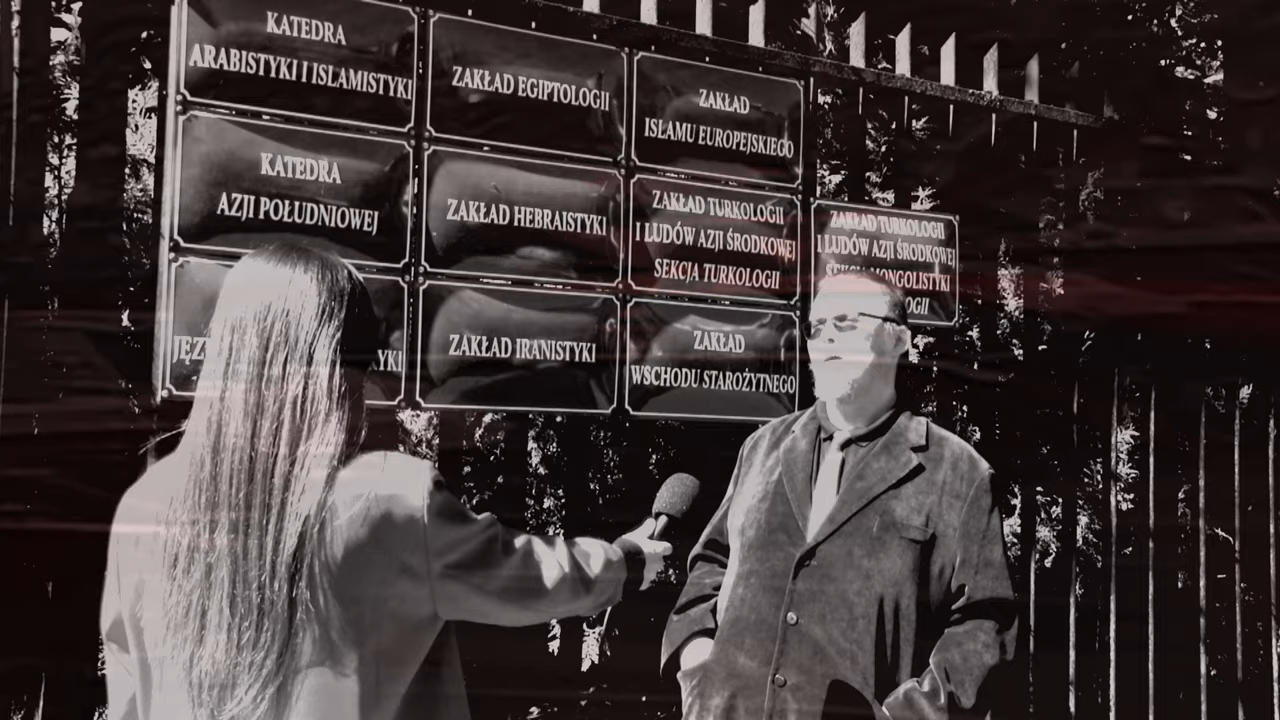 KATEDRA
ARABISTYKI I ISLAMISTYKI
ZAKŁAD EGIPTOLOGII
ZAKŁAD
ISLAMU EUROPEJSKIEGO
KATEDRA
AZJI POŁUDNIOWEJ
ZAKŁAD HEBRAISTYKI
ZAKŁAD TURKOLOGII
I LUDÓW AZJI ŚRODKOWEJ
SEKCJA TURKOLOGII
ZAKŁAD TURKOLOGII
I LUDÓW AZJI ŚRODKOWEJ
ZAKŁAD IRANISTYKI
ZAKŁAD
WSCHODU STAROŻYTNEGO